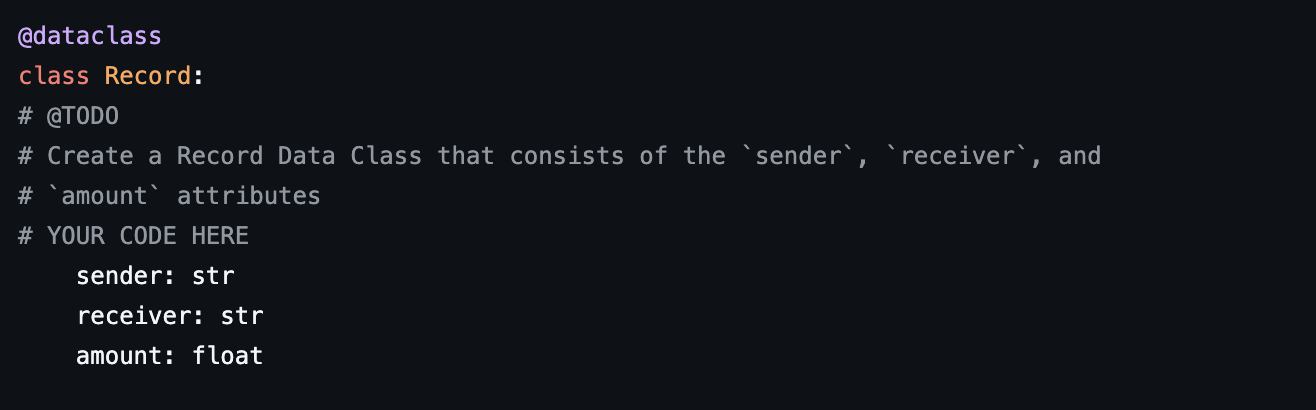 @dataclass
class Record:
# @TODO
# Create a Record Data Class that consists of the `sender`, `receiver`, and
# `amount` attributes
# YOUR CODE HERE
    sender: str
    receiver: str
    amount: float